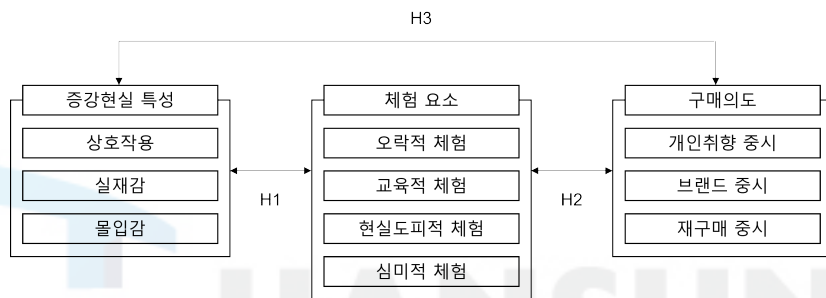 H3
증강현실 특성
상호작용
실재감
몰입감
H1
체험 요소
오락적 체험
교육적 체험
현실도피적 체험
심미적 체험
H2
구매의도
개인취향 중시
브랜드 중시
재구매 중시